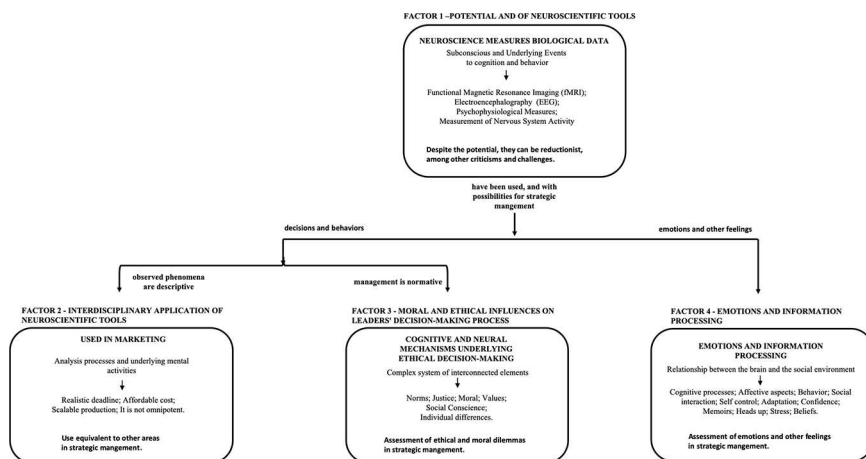 FACTOR 1 –POTENTIAL AND OF NEUROSCIENTIFIC TOOLS
NEUROSCIENCE MEASURES BIOLOGICAL DATA
Subconscious and Underlying Events
to cognition and behavior
Functional Magnetic Resonance Imaging (fMRI);
Electroencephalography (EEG);
Psychophysiological Measures;
Measurement of Nervous System Activity
Despite the potential, they can be reductionist,
among other criticisms and challenges.
have been used, and with
possibilities for strategic
mangement
decisions and behaviors
emotions and other feelings
observed phenomena
are descriptive
management is normative
FACTOR 2 - INTERDISCIPLINARY APPLICATION OF
NEUROSCIENTIFIC TOOLS
USED IN MARKETING
Analysis processes and underlying mental
activities
Realistic deadline; Affordable cost;
Scalable production; It is not omnipotent.
Use equivalent to other areas
in strategic mangement.
FACTOR 3 - MORAL AND ETHICAL INFLUENCES ON
LEADERS' DECISION-MAKING PROCESS
COGNITIVE AND NEURAL
MECHANISMS UNDERLYING
ETHICAL DECISION-MAKING
Complex system of interconnected elements
Norms; Justice; Moral; Values;
Social Conscience;
Individual differences.
Assessment of ethical and moral dilemmas
in strategic mangement.
FACTOR 4 - EMOTIONS AND INFORMATION
PROCESSING
EMOTIONS AND INFORMATION
PROCESSING
Relationship between the brain and the social environment
Cognitive processes; Affective aspects; Behavior; Social
interaction; Self control; Adaptation; Confidence;
Memoirs; Heads up; Stress; Beliefs.
Assessment of emotions and other feelings
in strategic mangement.